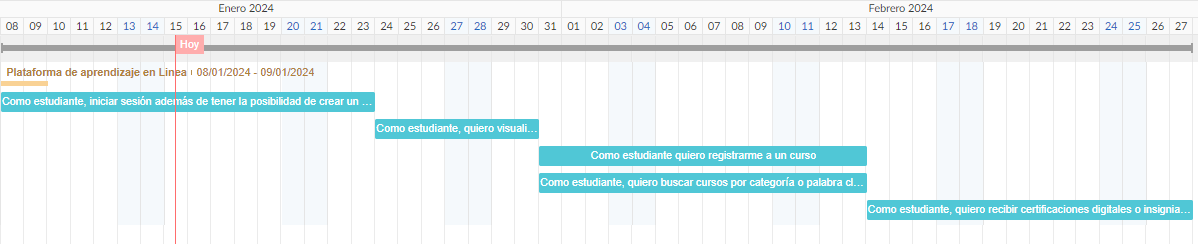 Enero 2024 Febrero 2024
08 09 10 11 12 13 14 15 16 17 18 19 20 21 22 23 24 25 26 27 28 29 30 31 01 02 03 04 05 06 07 08 09 10 11 12 13 14 15 16 17 18 19 20 21 22 23 24 25 26 27
Hoy
Plataforma de aprendizaje en Linea 08/01/2024 - 09/01/2024
Como estudiante, iniciar sesión además de tener la posibilidad de crear un ...
Como estudiante, quiero visuali...
Como estudiante quiero registrarme a un curso
Como estudiante, quiero buscar cursos por categoría o palabra cl...
Como estudiante, quiero recibir certificaciones digitales o insignia...